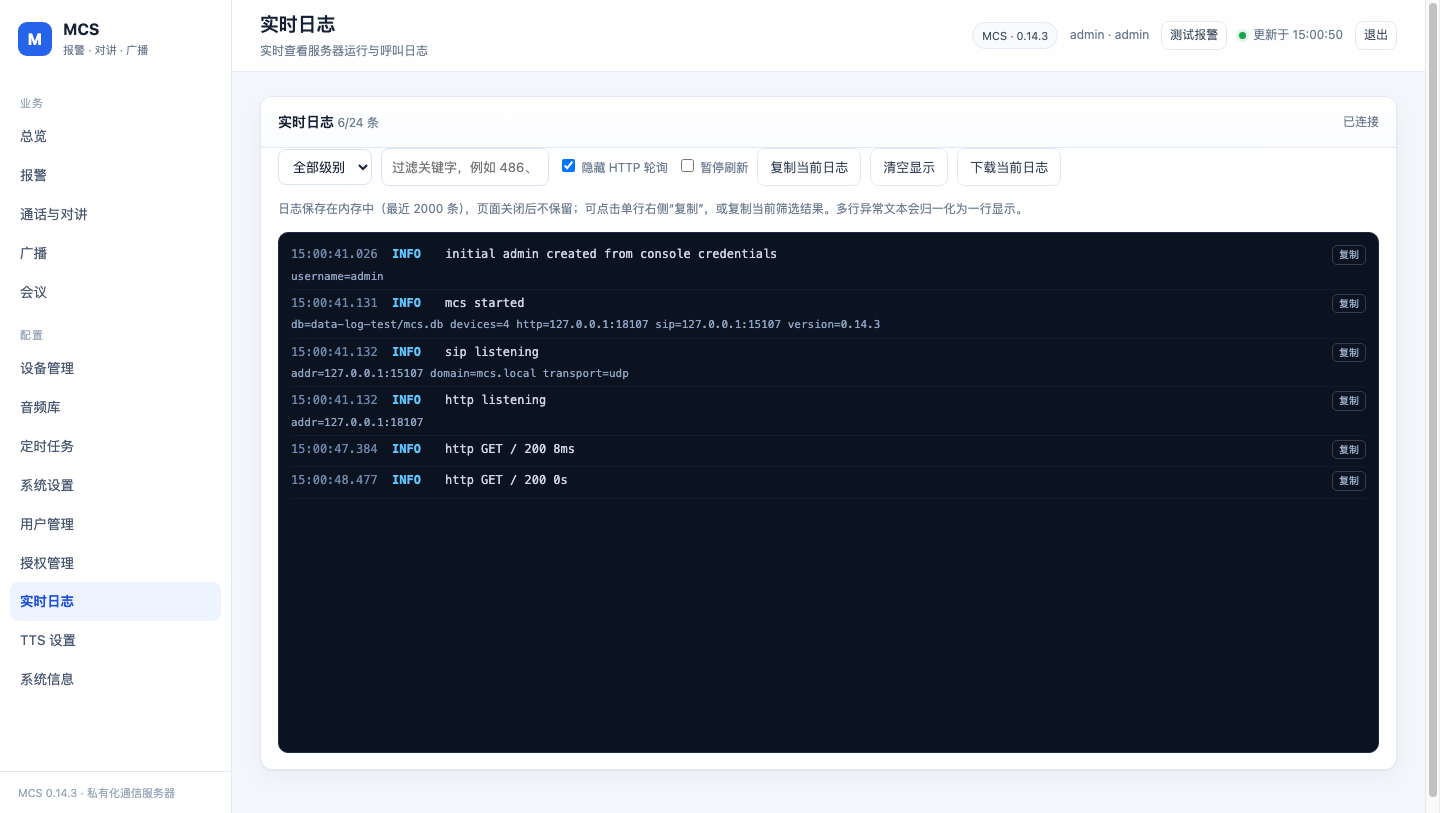 M
MCS
报警 · 对讲 · 广播
业务
总览
报警
通话与对讲
广播
会议
配置
设备管理
音频库
定时任务
系统设置
用户管理
授权管理
实时日志
TTS 设置
系统信息
MCS 0.14.3 · 私有化通信服务器
实时日志
实时查看服务器运行与呼叫日志
MCS · 0.14.3
admin · admin
测试报警
更新于 15:00:50
退出
实时日志 6/24 条
已连接
全部级别
过滤关键字，例如 486、
隐藏 HTTP 轮询
暂停刷新
复制当前日志
清空显示
下载当前日志
日志保存在内存中（最近 2000 条），页面关闭后不保留；可点击单行右侧“复制”，或复制当前筛选结果。多行异常文本会归一化为一行显示。
15:00:41.026 INFO initial admin created from console credentials 复制
username=admin
15:00:41.131 INFO mcs started 复制
db=data-log-test/mcs.db devices=4 http=127.0.0.1:18107 sip=127.0.0.1:15107 version=0.14.3
15:00:41.132 INFO sip listening 复制
addr=127.0.0.1:15107 domain=mcs.local transport=udp
15:00:41.132 INFO http listening 复制
addr=127.0.0.1:18107
15:00:47.384 INFO http GET / 200 8ms 复制
15:00:48.477 INFO http GET / 200 0s 复制